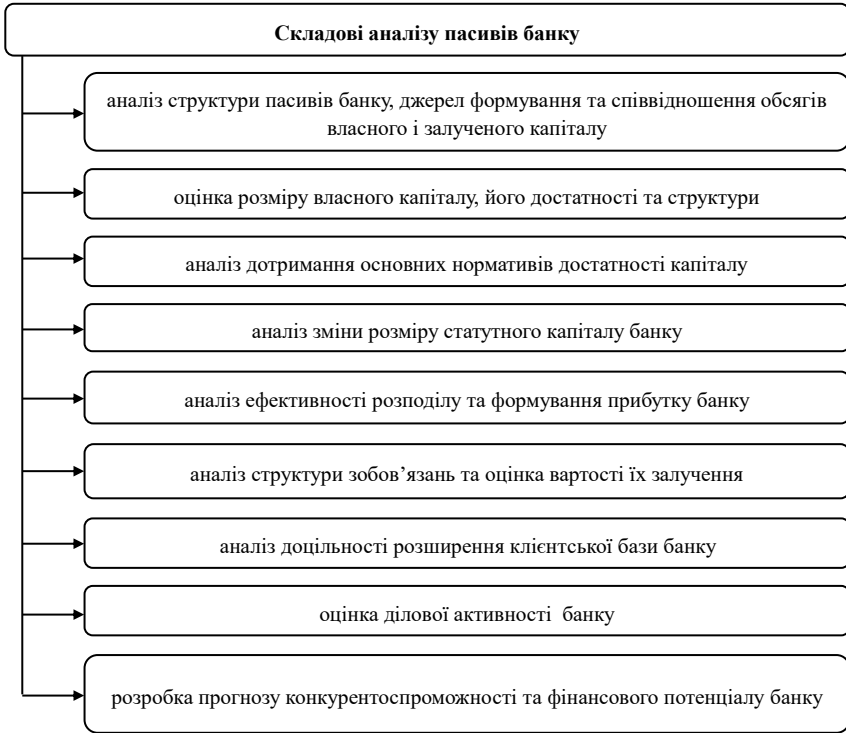 Складові аналізу пасивів банку
аналіз структури пасивів банку, джерел формування та співвідношення обсягів
власного і залученого капіталу
оцінка розміру власного капіталу, його достатності та структури
аналіз дотримання основних нормативів достатності капіталу
аналіз зміни розміру статутного капіталу банку
аналіз ефективності розподілу та формування прибутку банку
аналіз структури зобов’язань та оцінка вартості їх залучення
аналіз доцільності розширення клієнтської бази банку
оцінка ділової активності  банку
розробка прогнозу конкурентоспроможності та фінансового потенціалу банку